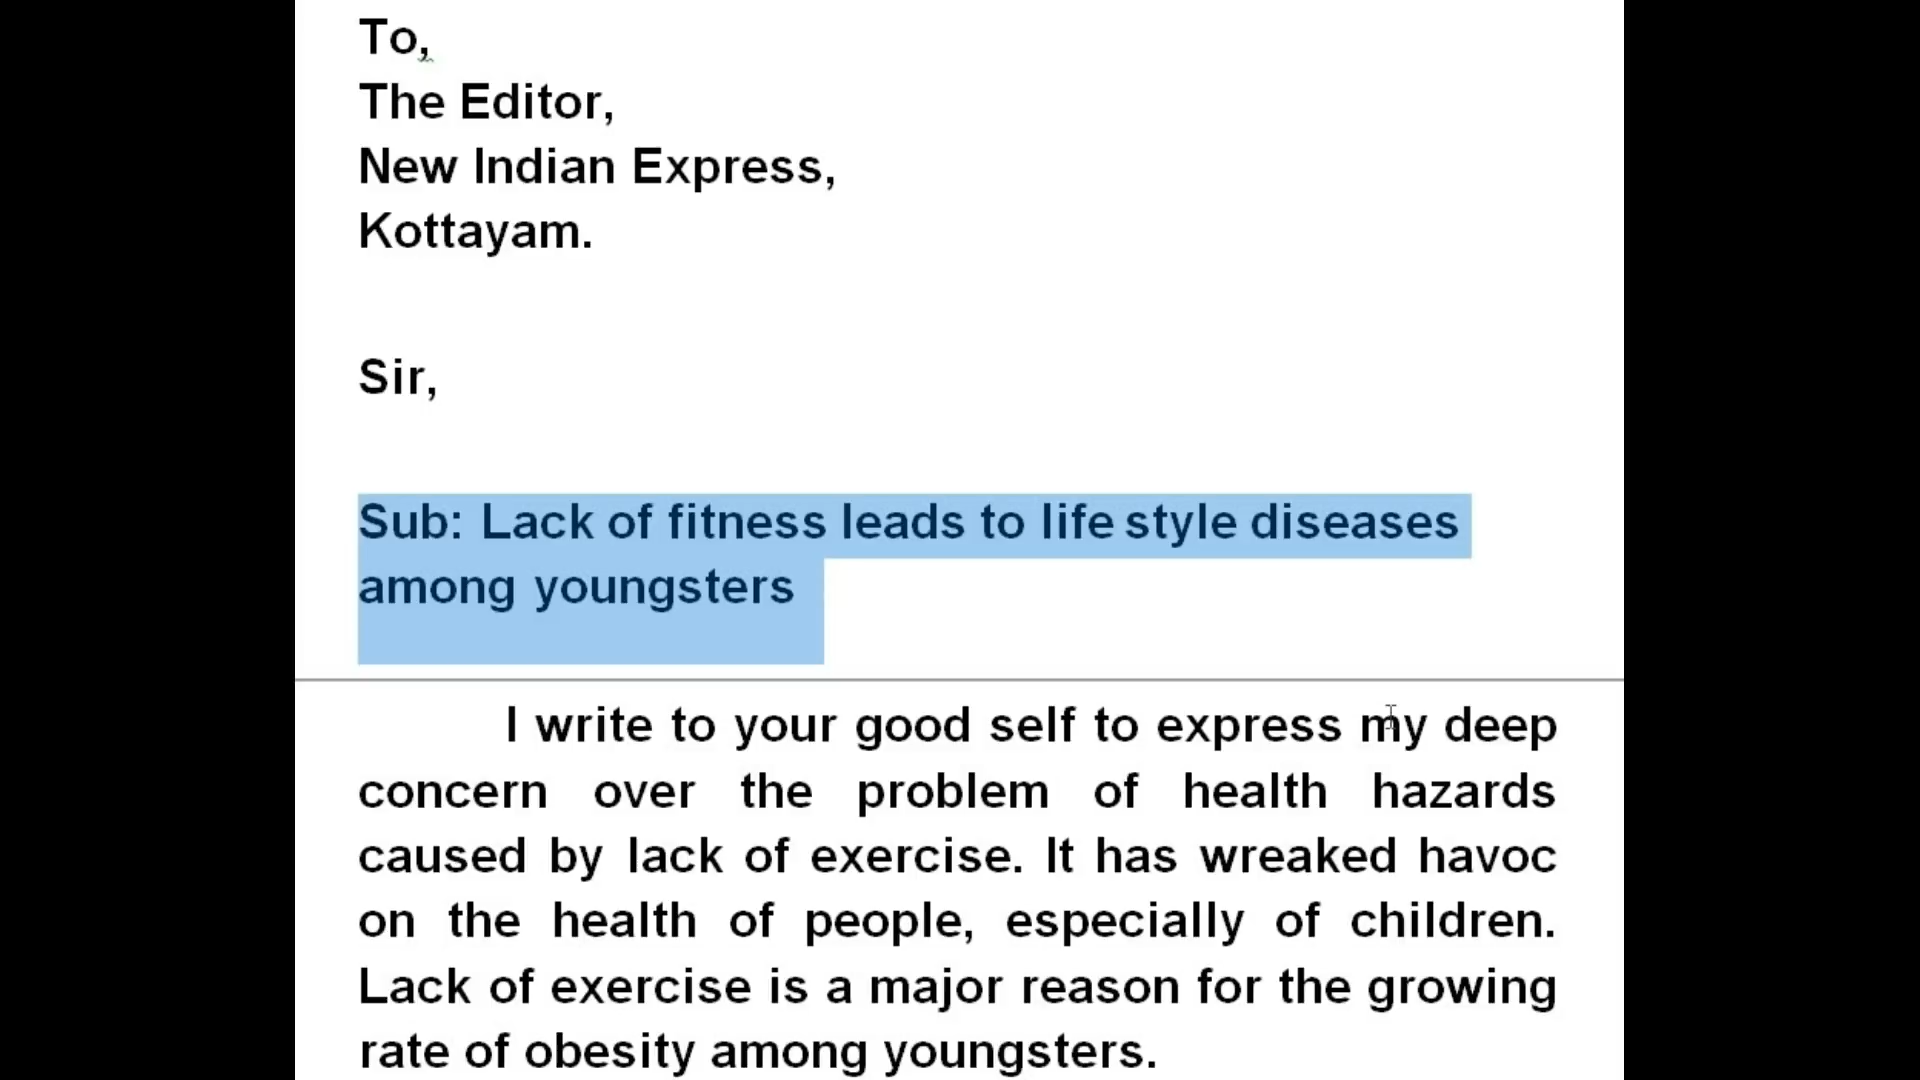 To,
The Editor,
New Indian Express,
Kottayam.
Sir,
Sub: Lack of fitness leads to life style diseases
among youngsters
I write to your good self to express my deep
concern over the problem of health hazards
caused by lack of exercise. It has wreaked havoc
on the health of people, especially of children.
Lack of exercise is a major reason for the growing
rate of obesity among youngsters.